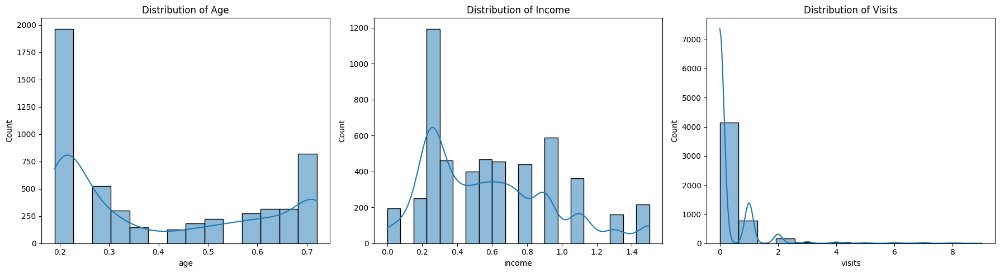 Distribution of Age
2000
1750
1500
1250
1000
750
500
250
0
Count
0.2 0.3 0.4 0.5 0.6 0.7
age
Distribution of Income
1200
1000
800
600
400
200
0
Count
0.0 0.2 0.4 0.6 0.8 1.0 1.2 1.4
income
Distribution of Visits
7000
6000
5000
4000
3000
2000
1000
0
Count
0 2 4 6 8
visits